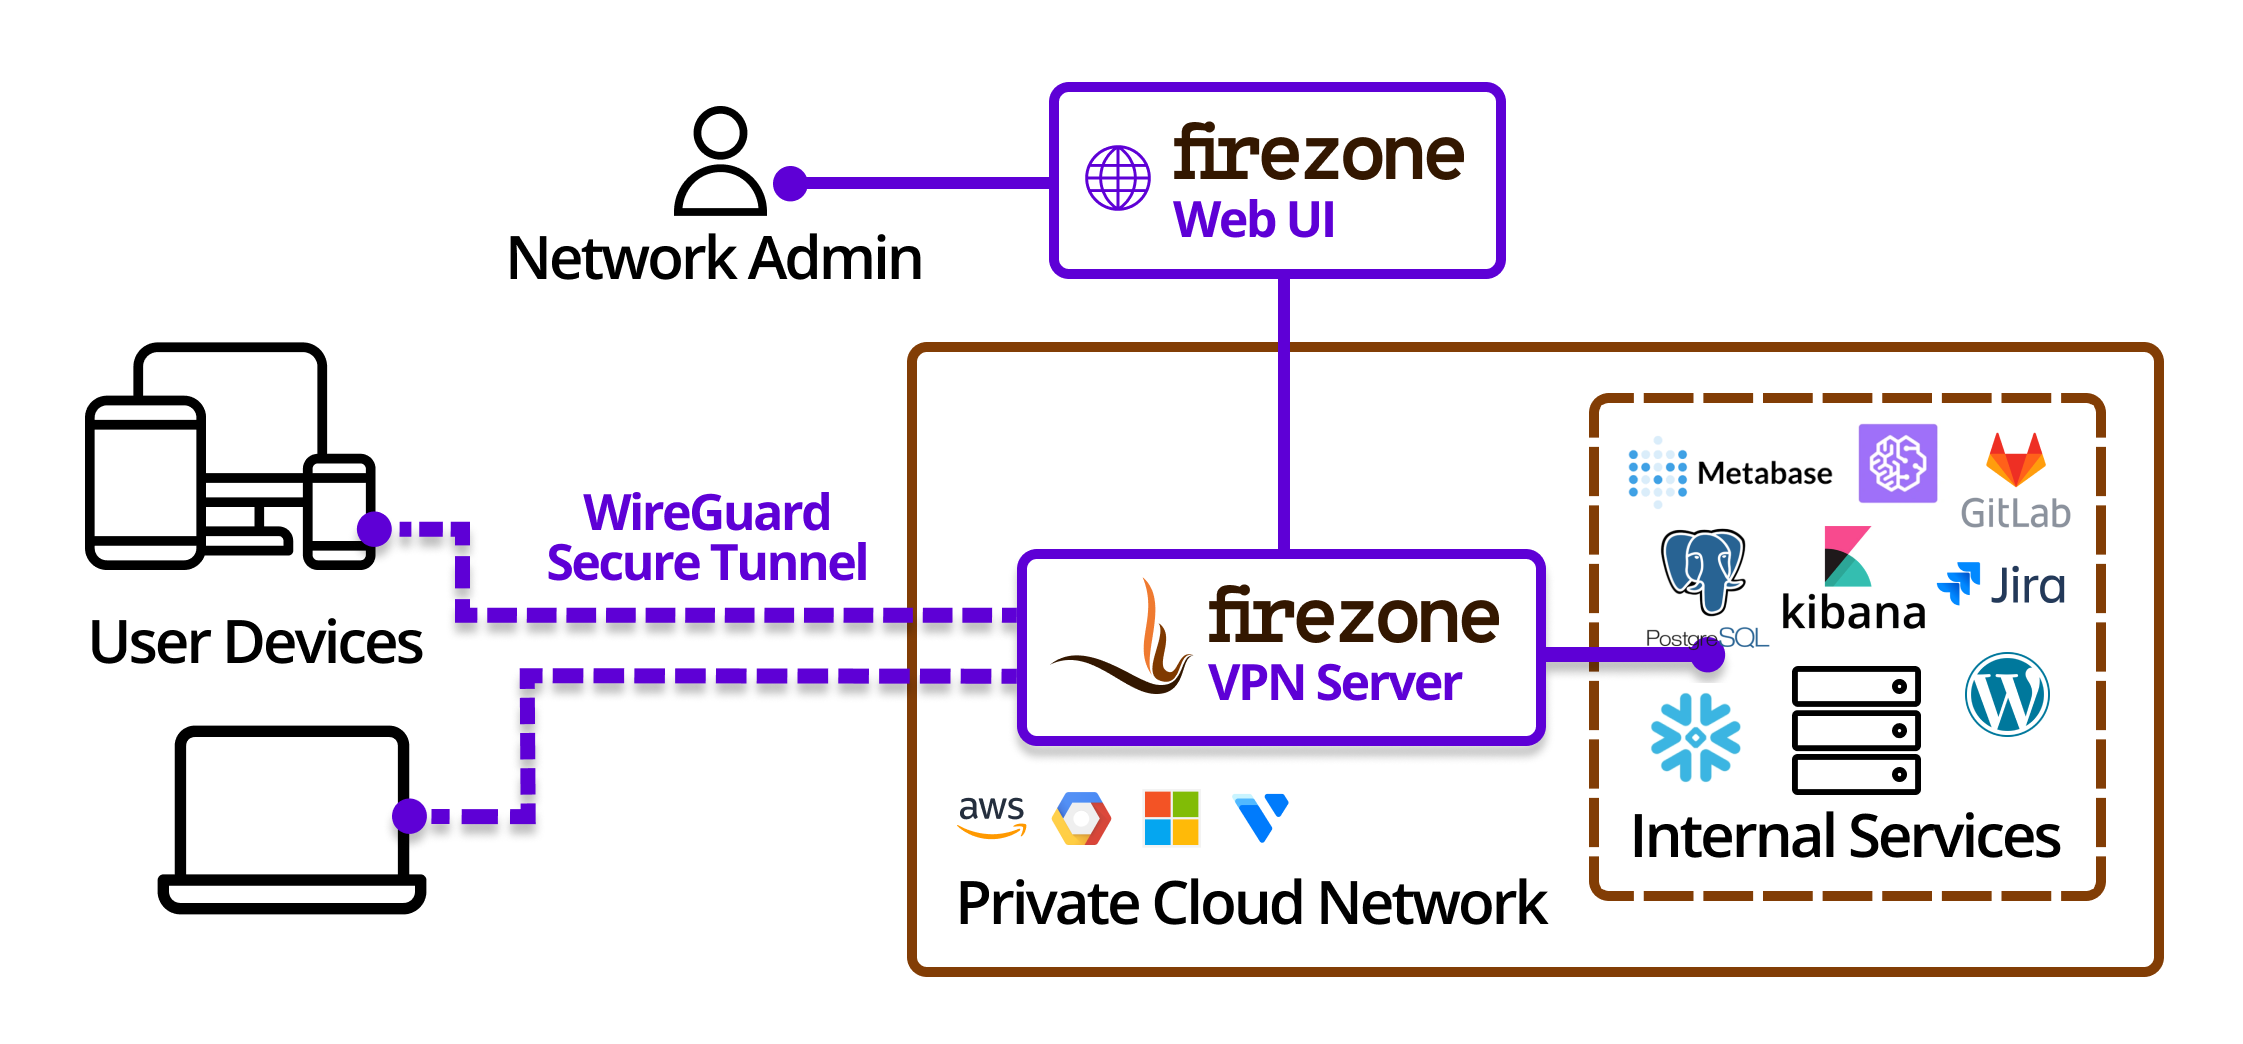 firezone
Web UI
Network Admin
WireGuard
Secure Tunnel
User Devices
firezone
VPN Server
aws
Private Cloud Network
Metabase
GitLab
PostgreSQL
kibana
Jira
Internal Services